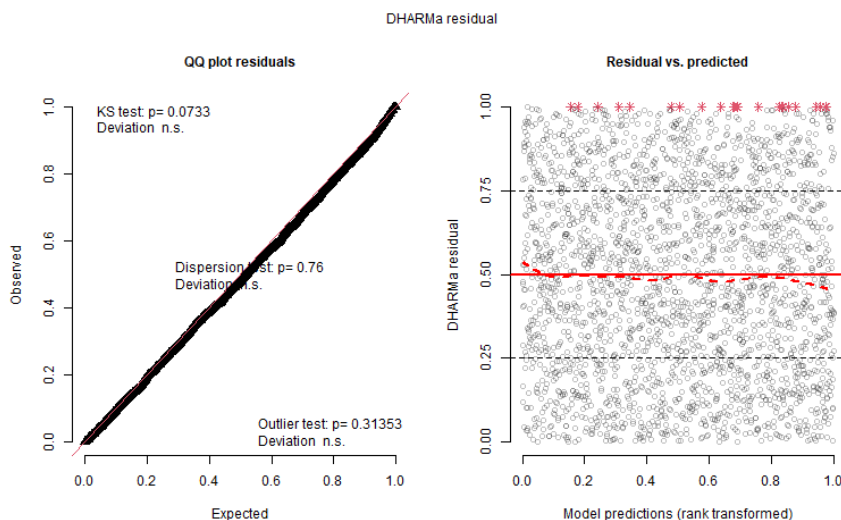 DHARMa residual
QQ plot residuals
KS test: p= 0.0733
Deviation n.s.
Dispersion test: p= 0.76
Deviation n.s.
Outlier test: p= 0.31353
Deviation n.s.
Observed
0.0 0.2 0.4 0.6 0.8 1.0
0.0 0.2 0.4 0.6 0.8 1.0
Expected
Residual vs. predicted
DHARMa residual
0.00 0.25 0.50 0.75 1.00
0.0 0.2 0.4 0.6 0.8 1.0
Model predictions (rank transformed)